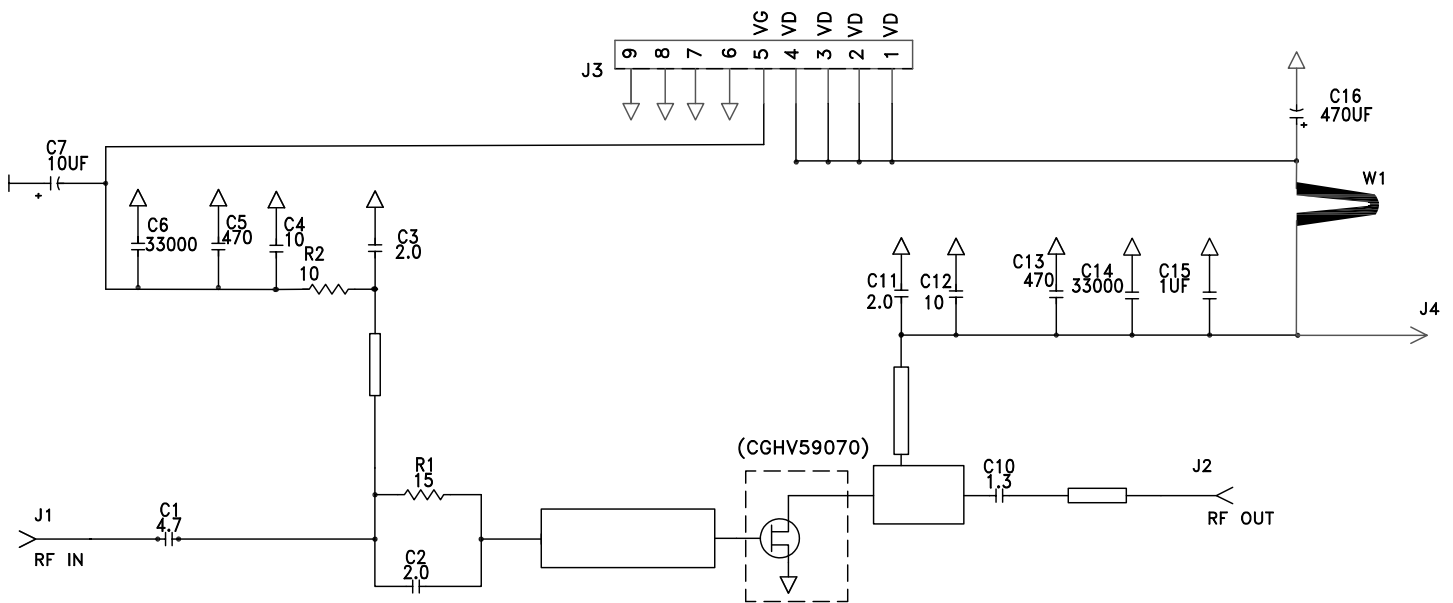 VG VD VD VD VD
9 8 7 6 5 4 3 2 1
J3
C16
470UF
C7
10UF
W1
C6
33000
C5
470
C4
10
R2
10
C3
2.0
C11
2.0
C12
10
C13
470
C14
33000
C15
1UF
J4
(CGHV59070)
R1
15
C10
1.3
J2
RF OUT
J1
RF IN
C1
4.7
C2
2.0